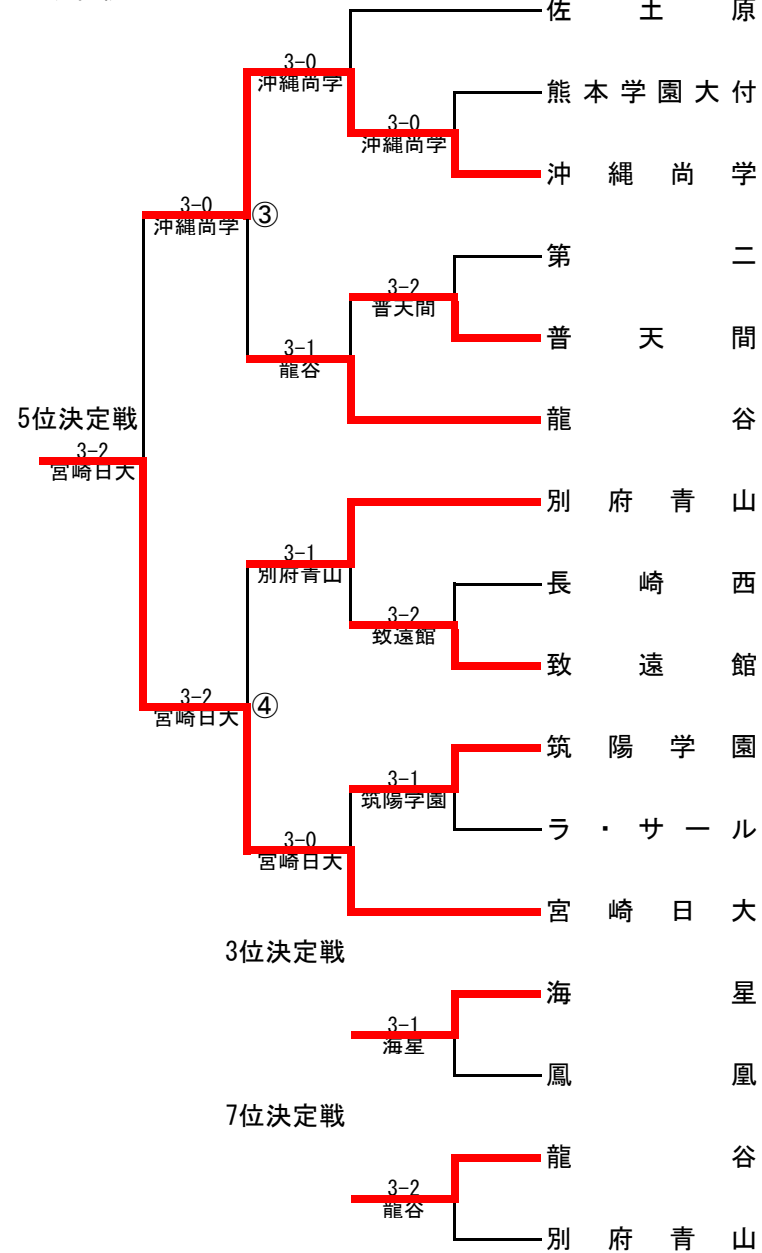 佐土原
3-0
沖縄尚学
熊本学園大付
3-0
沖縄尚学
沖縄尚学
3-0
沖縄尚学
③
第二
3-2
普天間
普天間
3-1
龍谷
龍谷
5位決定戦
3-2
宮崎日大
別府青山
3-1
別府青山
長崎西
3-2
致遠館
致遠館
3-2
宮崎日大
④
筑陽学園
3-1
筑陽学園
ラ・サール
3-0
宮崎日大
宮崎日大
3位決定戦
海星
3-1
海星
鳳凰
7位決定戦
龍谷
3-2
龍谷
別府青山